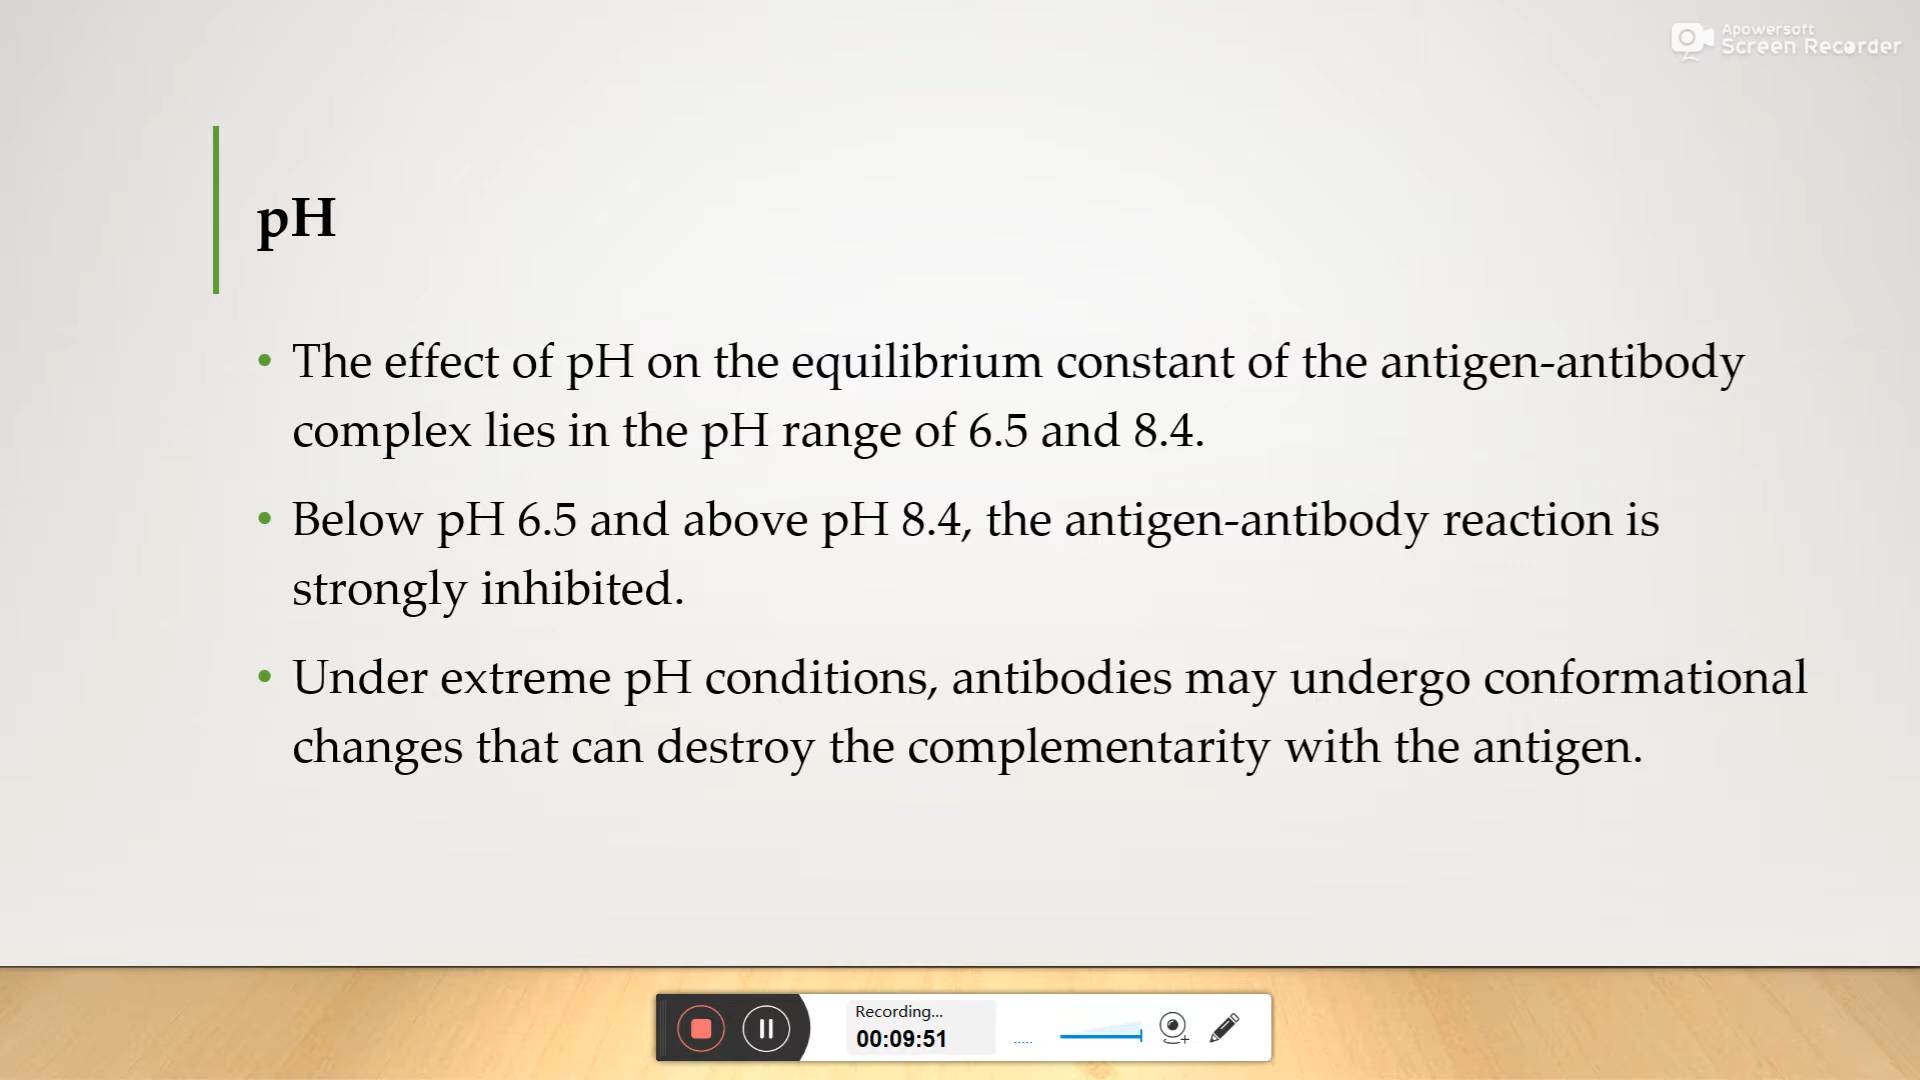 Apowersoft
Screen Recorder
pH
• The effect of pH on the equilibrium constant of the antigen-antibody
complex lies in the pH range of 6.5 and 8.4.
• Below pH 6.5 and above pH 8.4, the antigen-antibody reaction is
strongly inhibited.
• Under extreme pH conditions, antibodies may undergo conformational
changes that can destroy the complementarity with the antigen.
Recording...
00:09:51